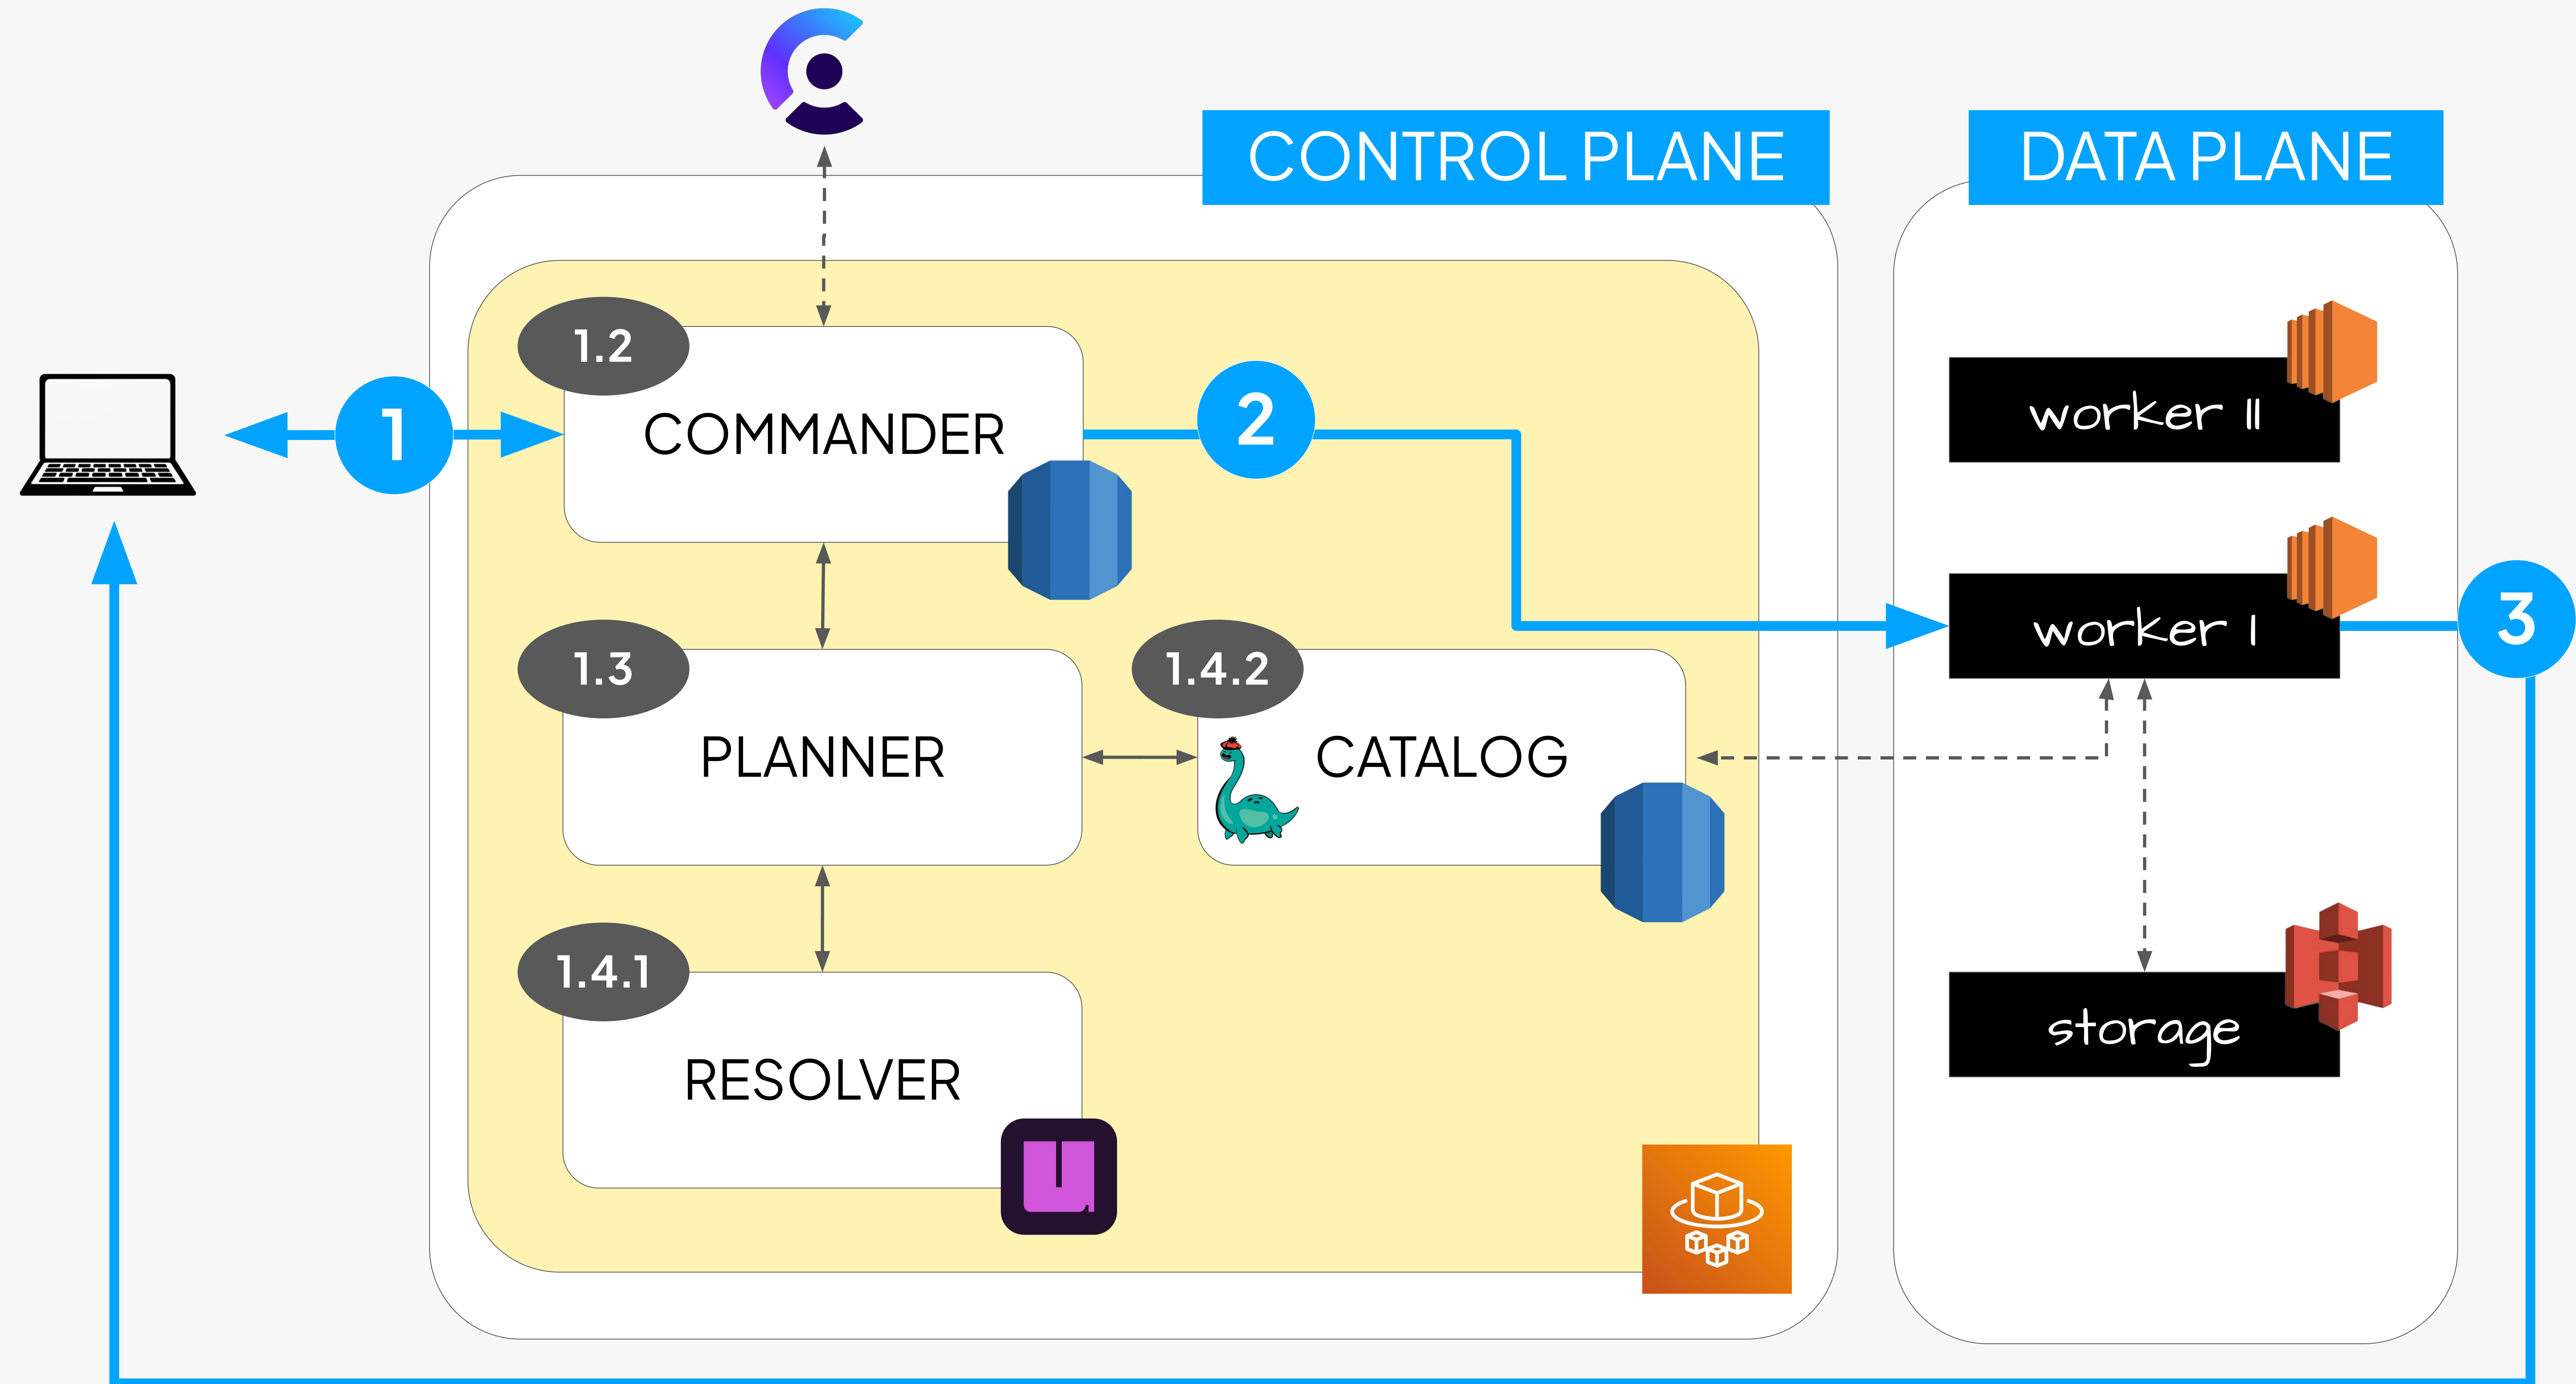 CONTROL PLANE
DATA PLANE
1.2
COMMANDER
1
2
worker II
worker I
3
1.3
PLANNER
1.4.2
CATALOG
1.4.1
RESOLVER
storage